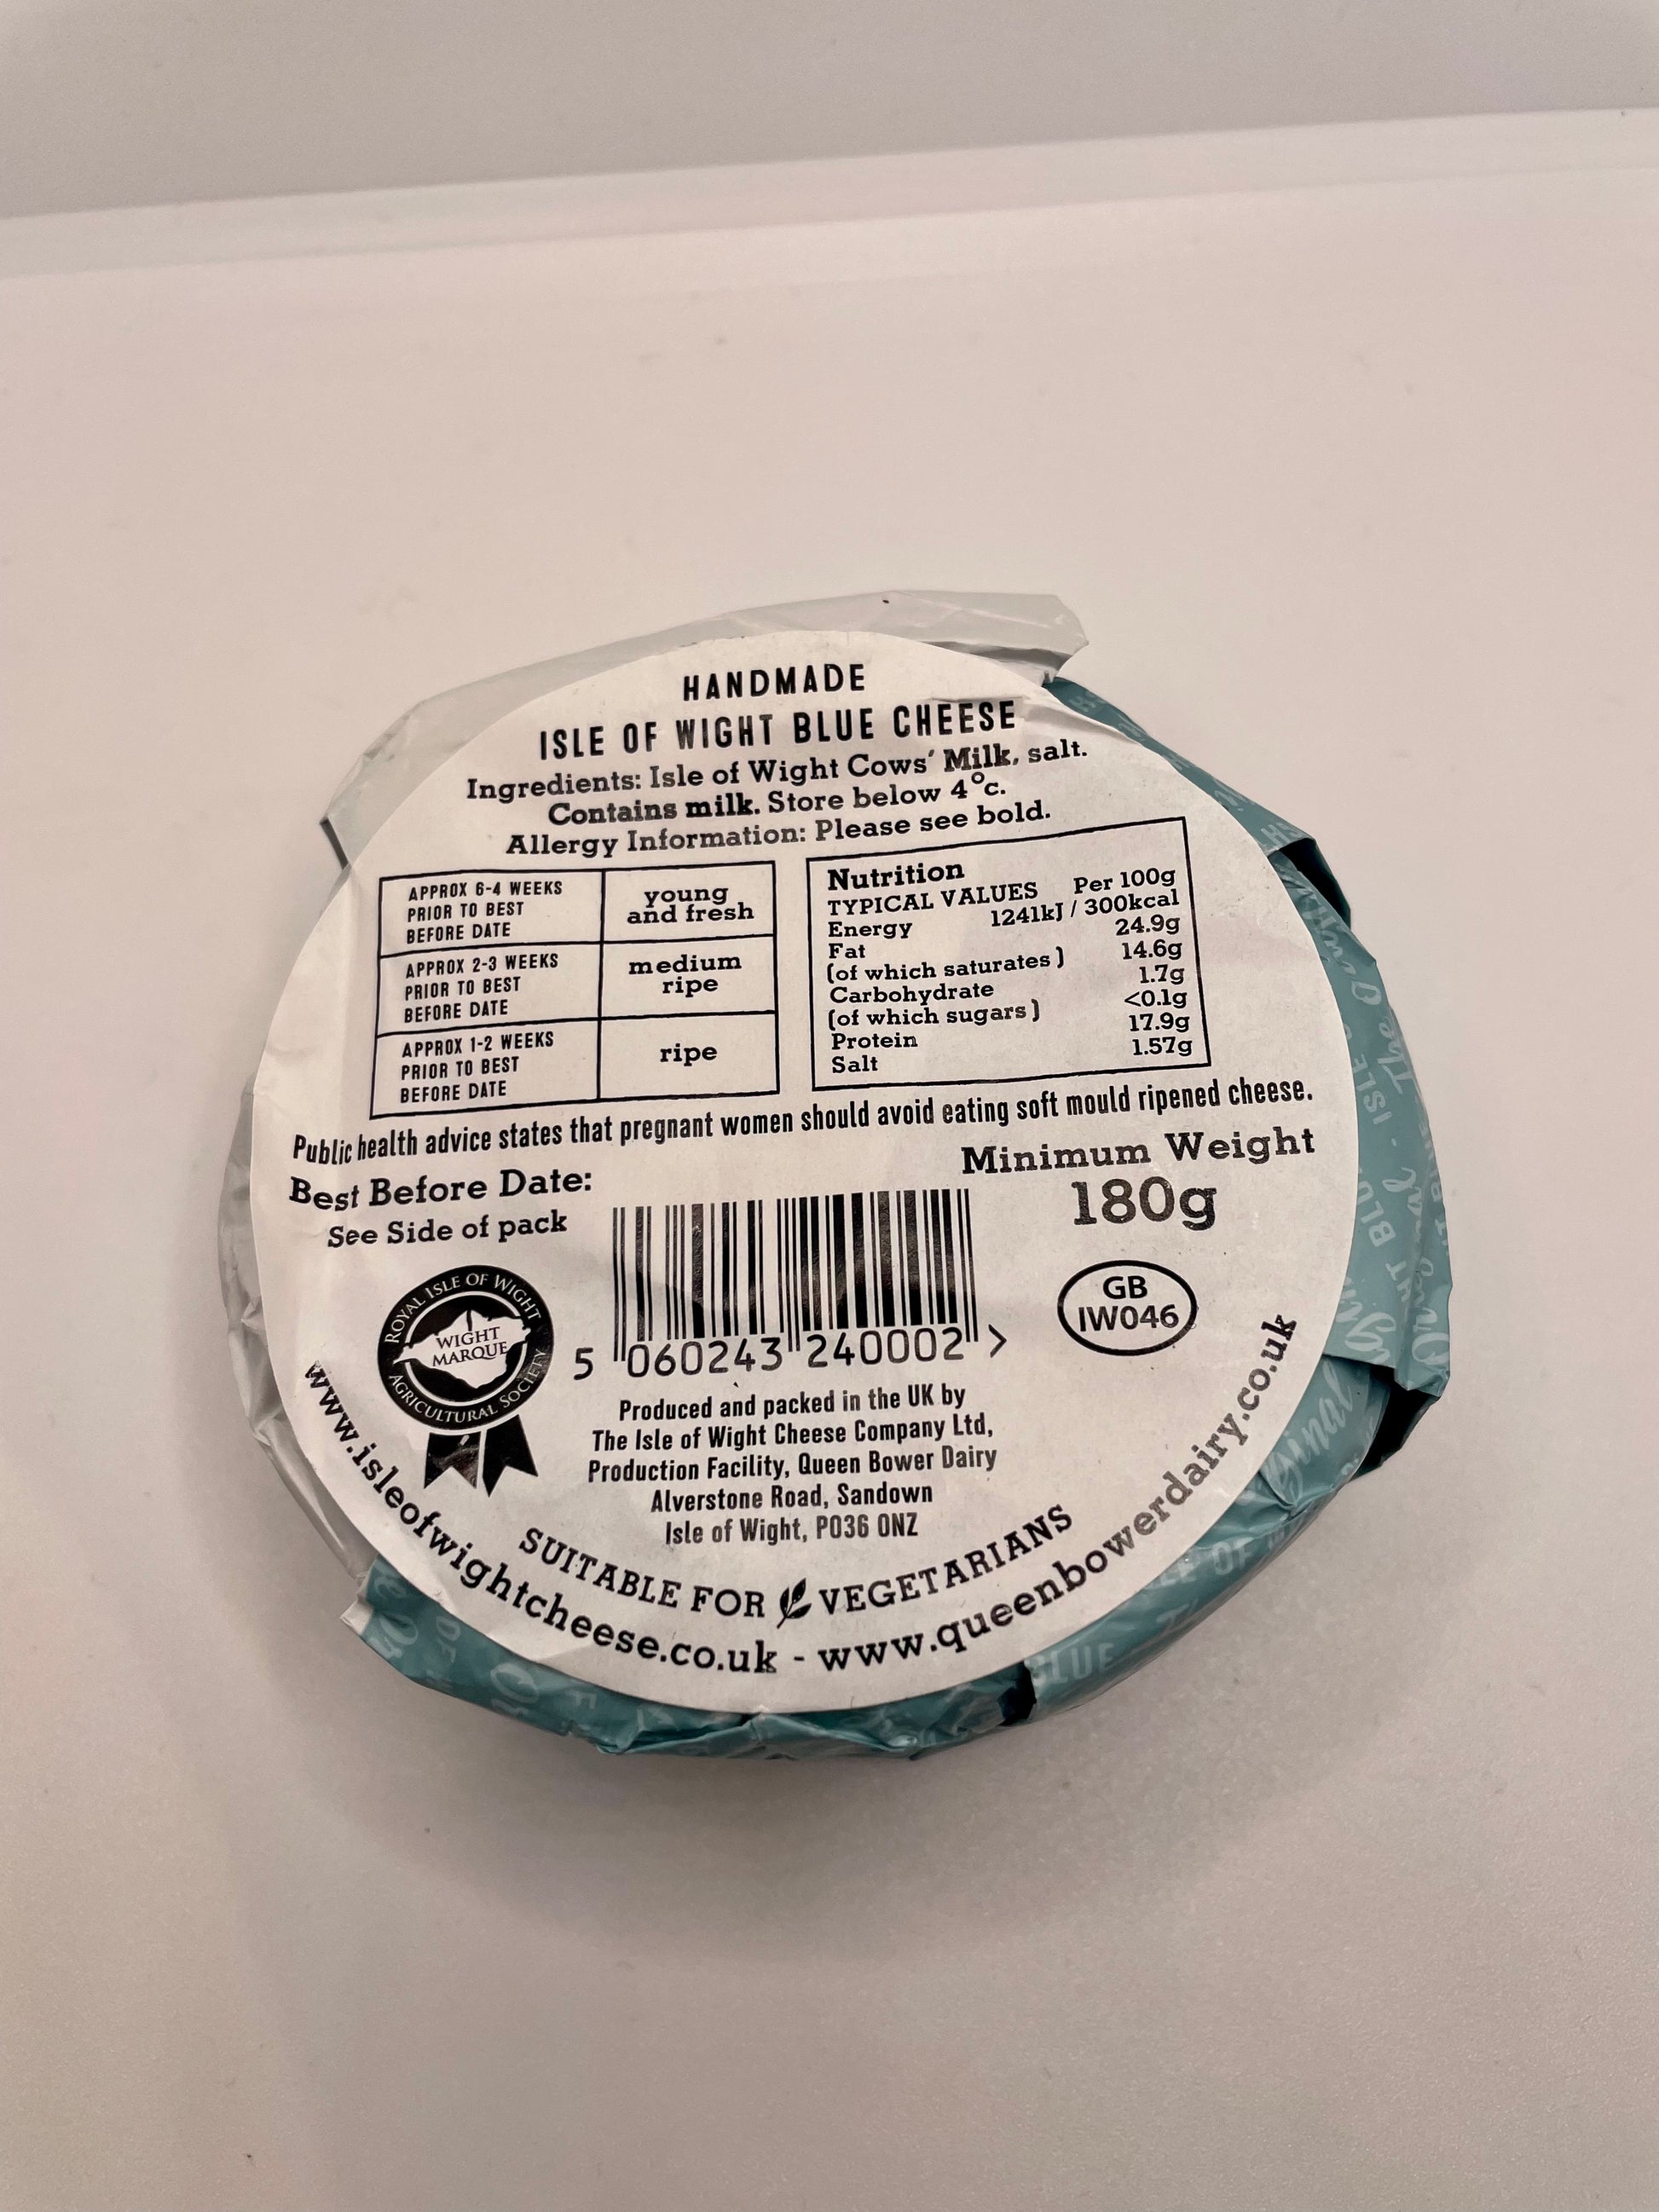 HANDMADE
ISLE OF WIGHT BLUE CHEESE
Ingredients: Isle of Wight Cows' Milk, salt.
Contains milk. Store below 4°c.
Allergy Information: Please see bold.
APPROX 6-4 WEEKS
PRIOR TO BEST
BEFORE DATE
young
and fresh
APPROX 2-3 WEEKS
PRIOR TO BEST
BEFORE DATE
medium
ripe
APPROX 1-2 WEEKS
PRIOR TO BEST
BEFORE DATE
ripe
Nutrition
TYPICAL VALUES Per 100g
Energy 1241kJ / 300kcal
Fat 24.9g
(of which saturates) 14.6g
Carbohydrate 1.7g
(of which sugars) <0.1g
Protein 17.9g
Salt 1.57g
Public health advice states that pregnant women should avoid eating soft mould ripened cheese.
Best Before Date:
See Side of pack
Minimum Weight
180g
ROYAL ISLE OF WIGHT
WIGHT
MARQUE
AGRICULTURAL SOCIETY
5 060243 240002 >
GB
IW046
Produced and packed in the UK by
The Isle of Wight Cheese Company Ltd,
Production Facility, Queen Bower Dairy
Alverstone Road, Sandown
Isle of Wight, PO36 0NZ
SUITABLE FOR VEGETARIANS
www.isleofwightcheese.co.uk - www.queenbowerdairy.co.uk
The
ISLE
BLUE
OF